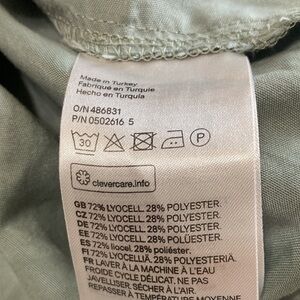 Made in Turkey
Fabriqué en Turquie
Hecho en Turquía
O/N 486831
P/N 0502616 5
30 P
clevercare.info
GB 72% LYOCELL. 28% POLYESTER.
CZ 72% LYOCELL. 28% POLYESTER.
DE 72% LYOCELL. 28% POLYESTER.
EE 72% LYOCELL. 28% POLÜESTER.
ES 72% liocel. 28% poliéster.
FI 72% LYOCELLIÄ. 28% POLYESTERIÄ.
FR LAVER À LA MACHINE À L'EAU
FROIDE CYCLE DÉLICAT. NE PAS
JAVELLISER. SÉCHER À L'AIR.
REPASSER À TEMPÉRATURE MOYENNE